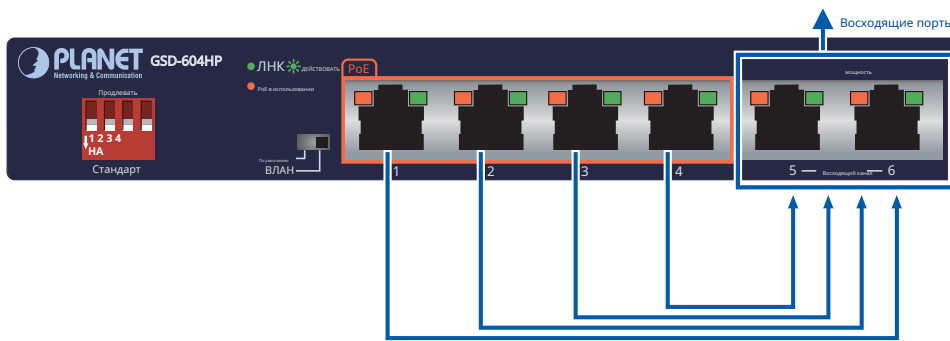 Восходящие порты
PLANET
Networking & Communication
GSD-604HP
ЛНК ДЕЙСТВОВАТЬ
PoE
PoE в использовании
мощность
Продлевать
1 2 3 4
НА
Стандарт
По умолчанию
ВЛАН
1 2 3 4 5 Восходящий канал 6